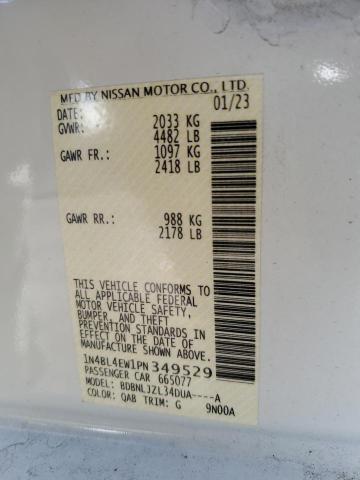 MFD BY NISSAN MOTOR CO., LTD.
DATE: 01/23
GVWR: 2033 KG
4482 LB
GAWR FR.: 1097 KG
2418 LB
GAWR RR.: 988 KG
2178 LB
THIS VEHICLE CONFORMS TO
ALL APPLICABLE FEDERAL
MOTOR VEHICLE SAFETY,
BUMPER, AND THEFT
PREVENTION STANDARDS IN
EFFECT ON THE DATE OF
MANUFACTURE SHOWN ABOVE.
1N4BL4EW1PN 349529
PASSENGER CAR 665077
MODEL: BDBNLJZL34DUA----A
COLOR: QAB TRIM: G 9N00A